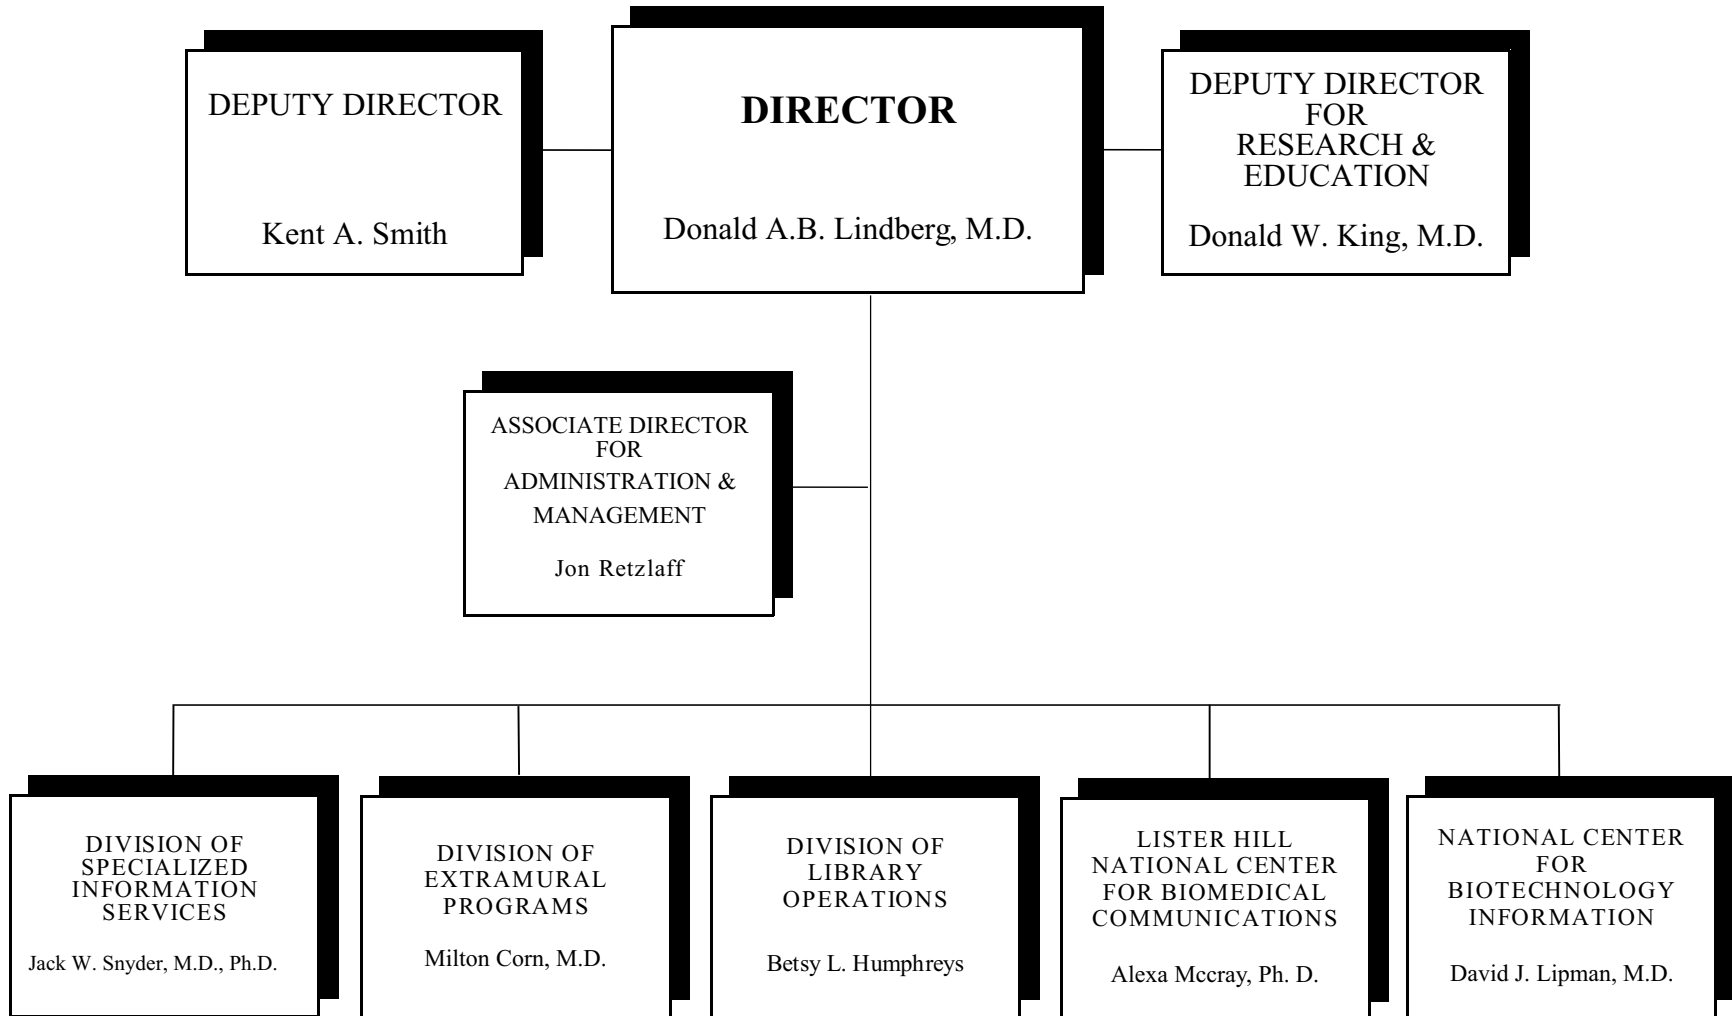 DEPUTY DIRECTOR
Kent A. Smith
DIRECTOR
Donald A.B. Lindberg, M.D.
DEPUTY DIRECTOR
FOR
RESEARCH &
EDUCATION
Donald W. King, M.D.
ASSOCIATE DIRECTOR
FOR
ADMINISTRATION &
MANAGEMENT
Jon Retzlaff
DIVISION OF
SPECIALIZED
INFORMATION
SERVICES
Jack W. Snyder, M.D., Ph.D.
DIVISION OF
EXTRAMURAL
PROGRAMS
Milton Corn, M.D.
DIVISION OF
LIBRARY
OPERATIONS
Betsy L. Humphreys
LISTER HILL
NATIONAL CENTER
FOR BIOMEDICAL
COMMUNICATIONS
Alexa Mccray, Ph. D.
NATIONAL CENTER
FOR
BIOTECHNOLOGY
INFORMATION
David J. Lipman, M.D.